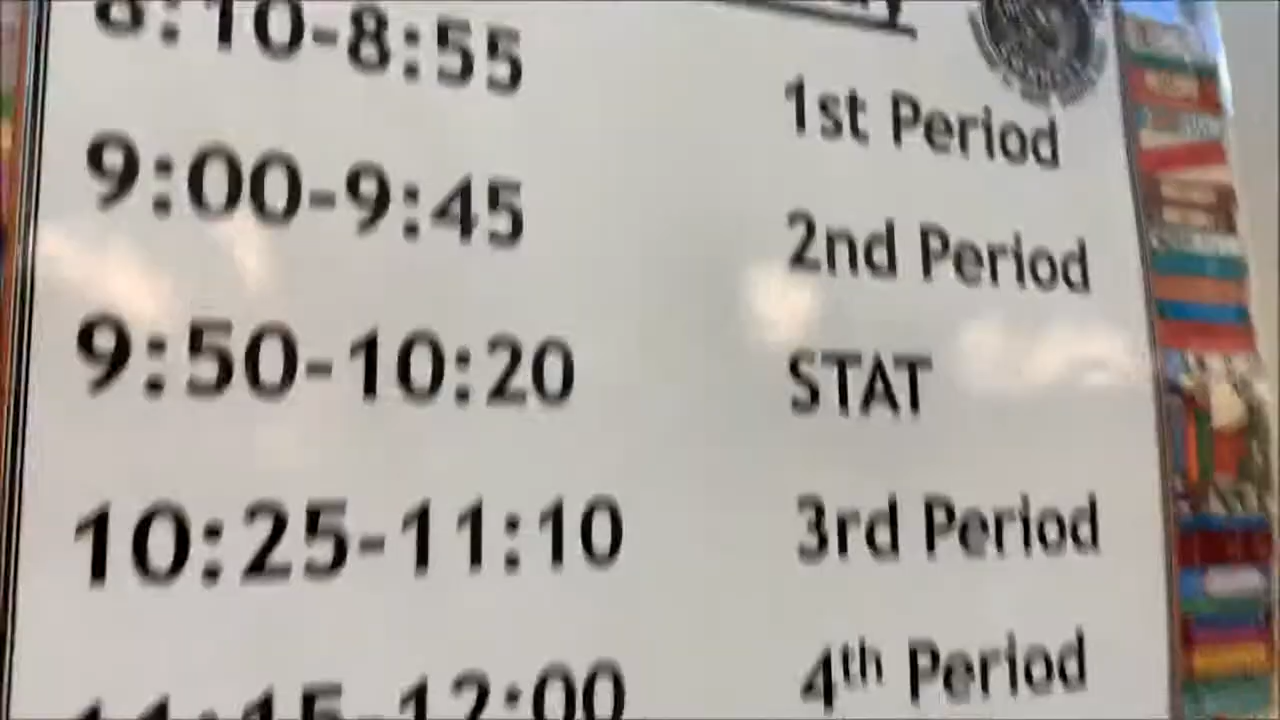 8:10-8:55 1st Period
9:00-9:45 2nd Period
9:50-10:20 STAT
10:25-11:10 3rd Period
11:15-12:00 4th Period